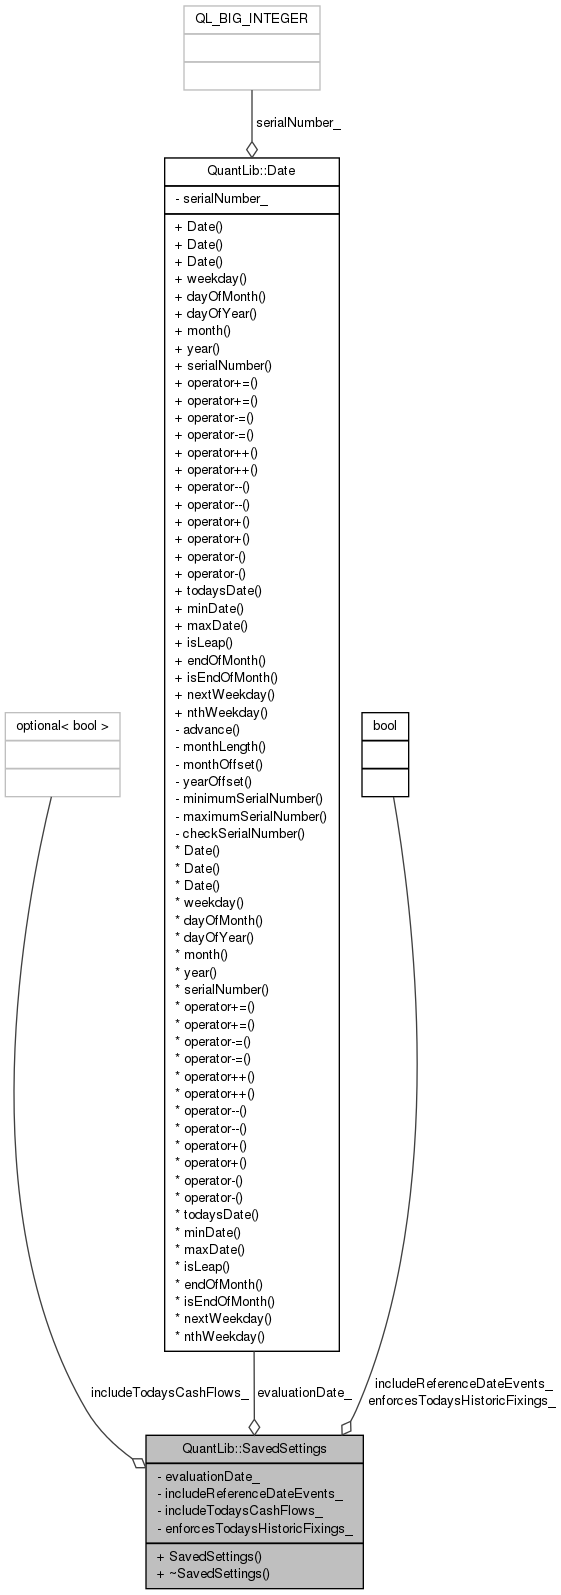 QL_BIG_INTEGER
serialNumber_
QuantLib::Date
- serialNumber_
+ Date()
+ Date()
+ Date()
+ weekday()
+ dayOfMonth()
+ dayOfYear()
+ month()
+ year()
+ serialNumber()
+ operator+=()
+ operator+=()
+ operator-=()
+ operator-=()
+ operator++()
+ operator++()
+ operator--()
+ operator--()
+ operator+()
+ operator+()
+ operator-()
+ operator-()
+ todaysDate()
+ minDate()
+ maxDate()
+ isLeap()
+ endOfMonth()
+ isEndOfMonth()
+ nextWeekday()
+ nthWeekday()
- advance()
- monthLength()
- monthOffset()
- yearOffset()
- minimumSerialNumber()
- maximumSerialNumber()
- checkSerialNumber()
* Date()
* Date()
* Date()
* weekday()
* dayOfMonth()
* dayOfYear()
* month()
* year()
* serialNumber()
* operator+=()
* operator+=()
* operator-=()
* operator-=()
* operator++()
* operator++()
* operator--()
* operator--()
* operator+()
* operator+()
* operator-()
* operator-()
* todaysDate()
* minDate()
* maxDate()
* isLeap()
* endOfMonth()
* isEndOfMonth()
* nextWeekday()
* nthWeekday()
optional< bool >
bool
includeTodaysCashFlows_
evaluationDate_
includeReferenceDateEvents_
enforcesTodaysHistoricFixings_
QuantLib::SavedSettings
- evaluationDate_
- includeReferenceDateEvents_
- includeTodaysCashFlows_
- enforcesTodaysHistoricFixings_
+ SavedSettings()
+ ~SavedSettings()